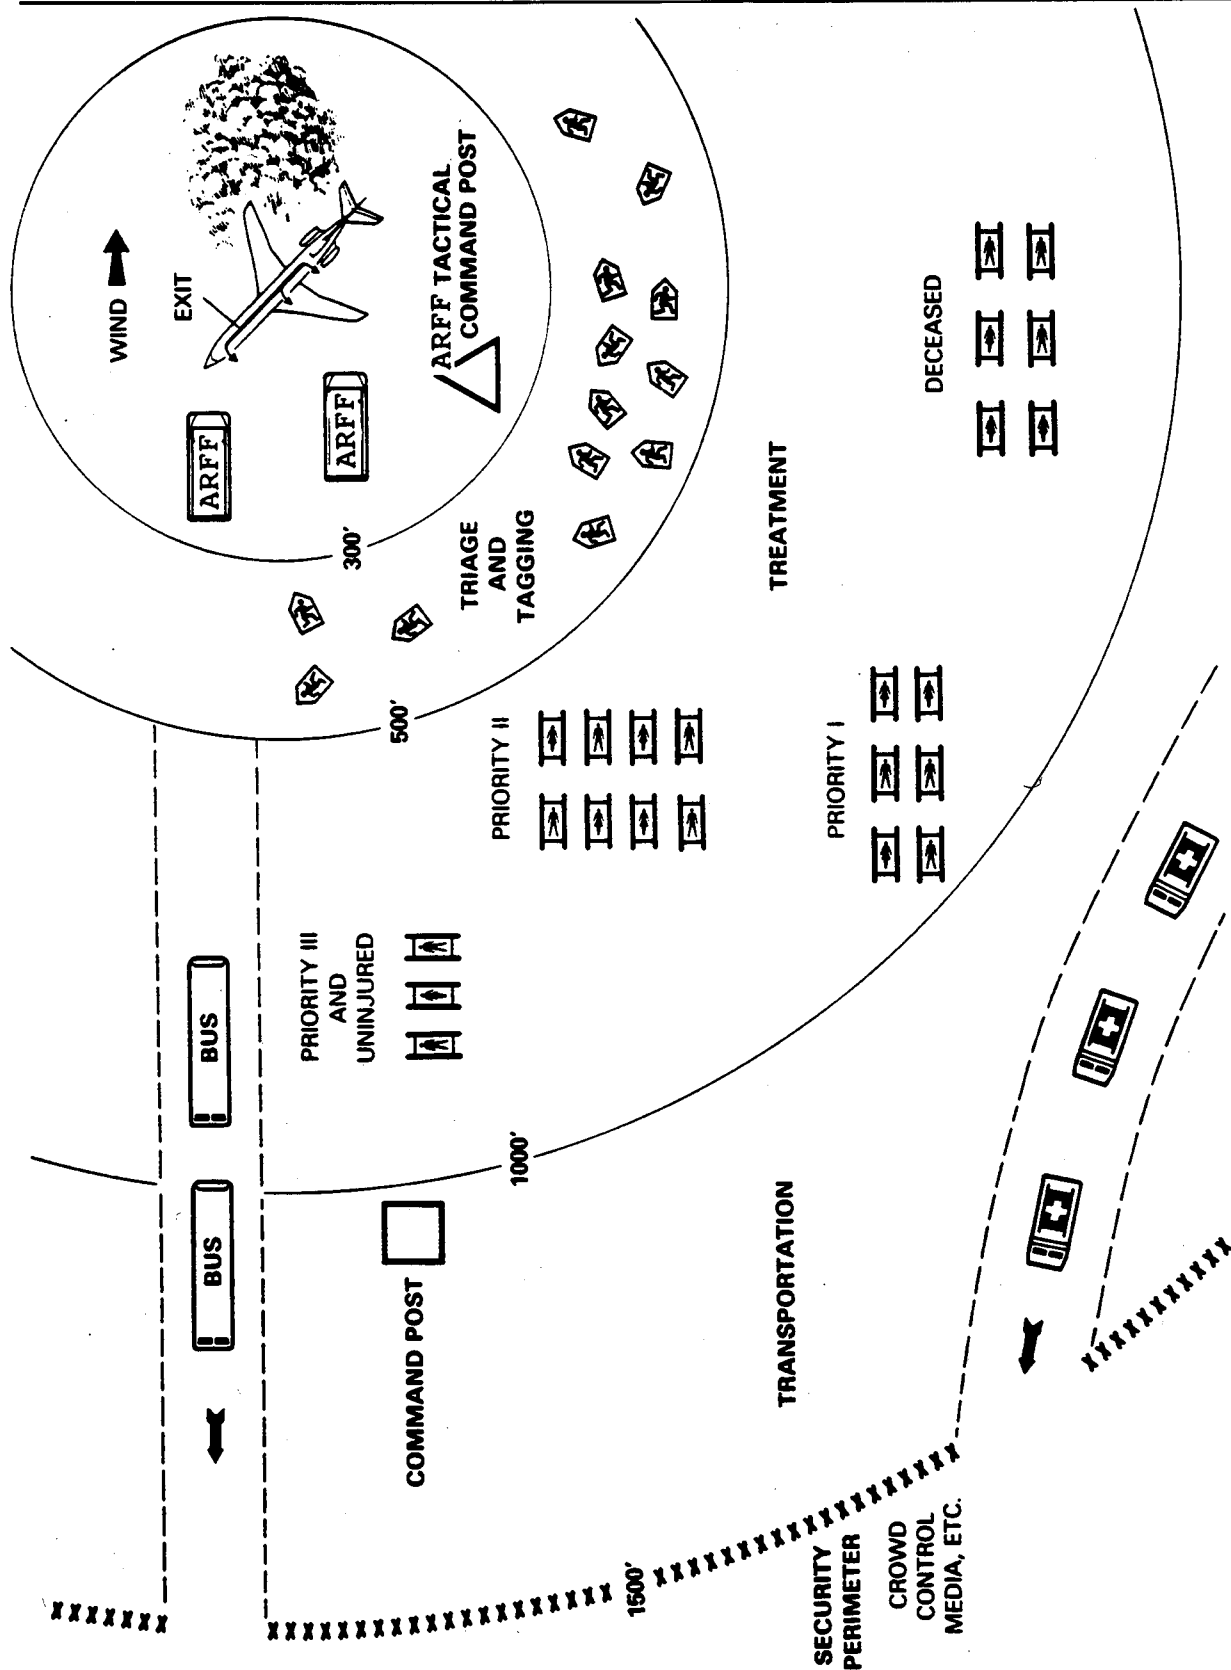 WIND
EXIT
ARFF
ARFF
ARFF TACTICAL
COMMAND POST
300'
TRIAGE
AND
TAGGING
500'
BUS
BUS
PRIORITY III
AND
UNINJURED
PRIORITY II
PRIORITY I
TREATMENT
DECEASED
1000'
COMMAND POST
TRANSPORTATION
1500'
SECURITY
PERIMETER
CROWD
CONTROL
MEDIA, ETC.